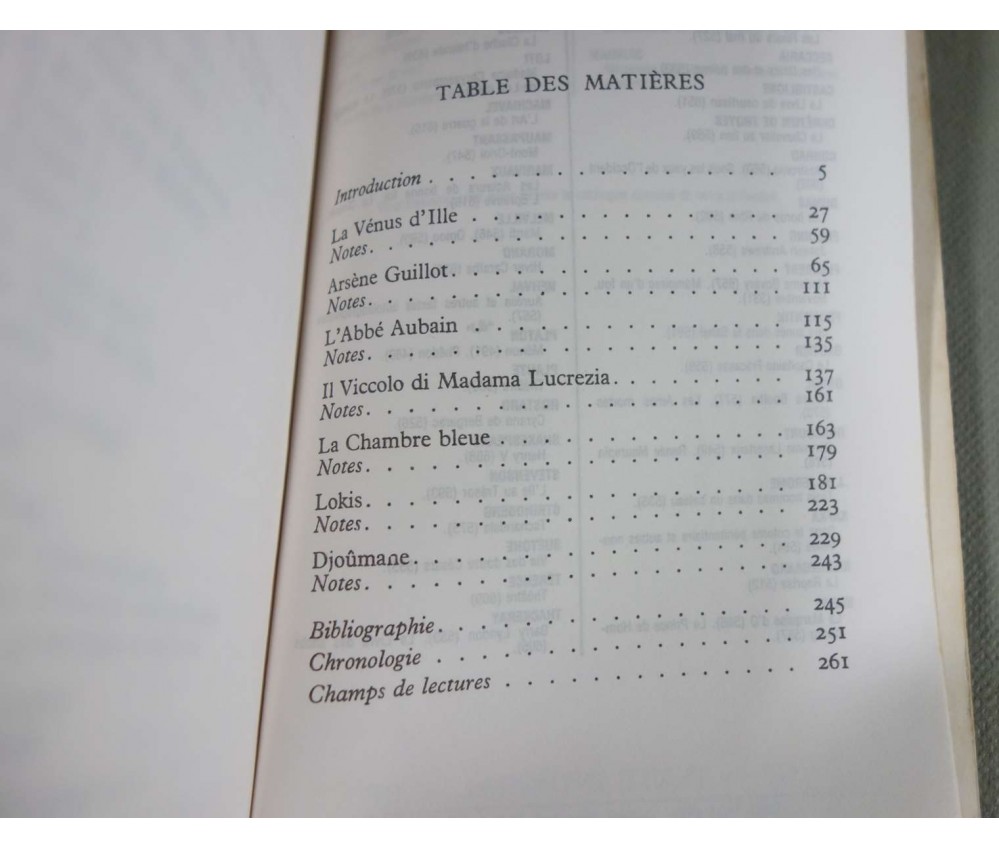 TABLE DES MATIÈRES
Introduction . . . . . . . . . . . . . . . . 5
La Vénus d'Ille . . . . . . . . . . . . . . . . 27
Notes. . . . . . . . . . . . . . . . 59
Arsène Guillot. . . . . . . . . . . . . . . . 65
Notes. . . . . . . . . . . . . . . . 111
L'Abbé Aubain . . . . . . . . . . . . . . . . 115
Notes. . . . . . . . . . . . . . . . 135
Il Viccolo di Madama Lucrezia. . . . . . . . . . . 137
Notes. . . . . . . . . . . . . . . . 161
La Chambre bleue . . . . . . . . . . . . . . . . 163
Notes. . . . . . . . . . . . . . . . 179
Lokis. . . . . . . . . . . . . . . . 181
Notes. . . . . . . . . . . . . . . . 223
Djoûmane. . . . . . . . . . . . . . . . 229
Notes. . . . . . . . . . . . . . . . 243
Bibliographie. . . . . . . . . . . . . . . . 245
Chronologie . . . . . . . . . . . . . . . . 251
Champs de lectures . . . . . . . . . . . . . . . 261